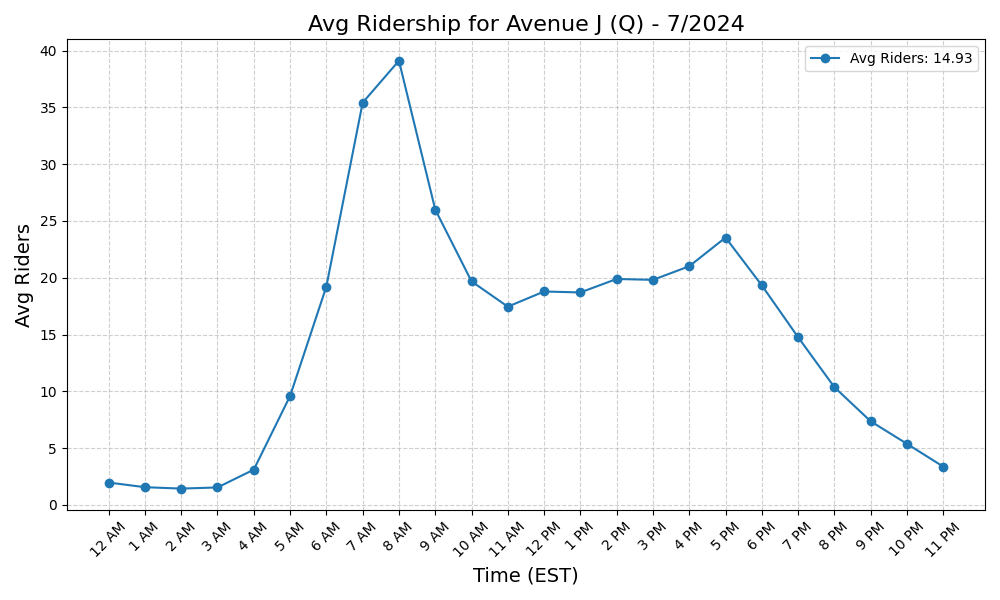 Avg Ridership for Avenue J (Q) - 7/2024
Avg Riders: 14.93
Avg Riders
40
35
30
25
20
15
10
5
0
12 AM
1 AM
2 AM
3 AM
4 AM
5 AM
6 AM
7 AM
8 AM
9 AM
10 AM
11 AM
12 PM
1 PM
2 PM
3 PM
4 PM
5 PM
6 PM
7 PM
8 PM
9 PM
10 PM
11 PM
Time (EST)